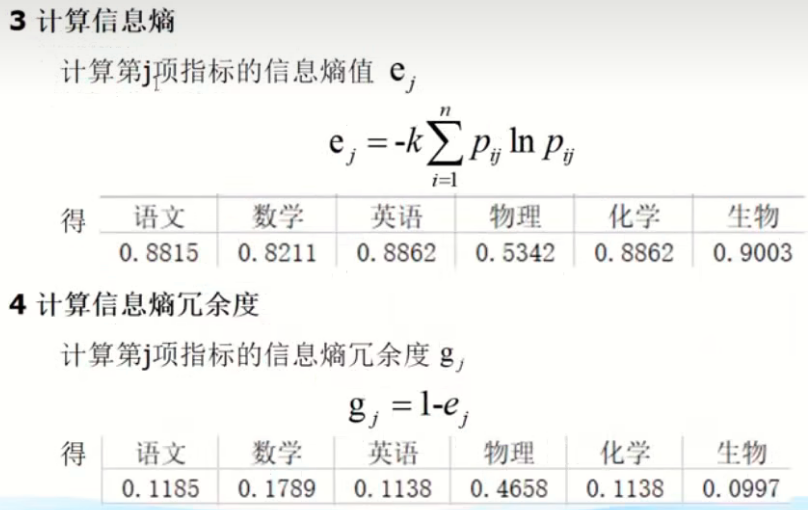 3 计算信息熵
计算第j项指标的信息熵值 e_j
e_j = -k∑_{i=1}^{n} p_{ij} ln p_{ij}
得 语文 数学 英语 物理 化学 生物
0.8815 0.8211 0.8862 0.5342 0.8862 0.9003
4 计算信息熵冗余度
计算第j项指标的信息熵冗余度 g_j
g_j = 1-e_j
得 语文 数学 英语 物理 化学 生物
0.1185 0.1789 0.1138 0.4658 0.1138 0.0997